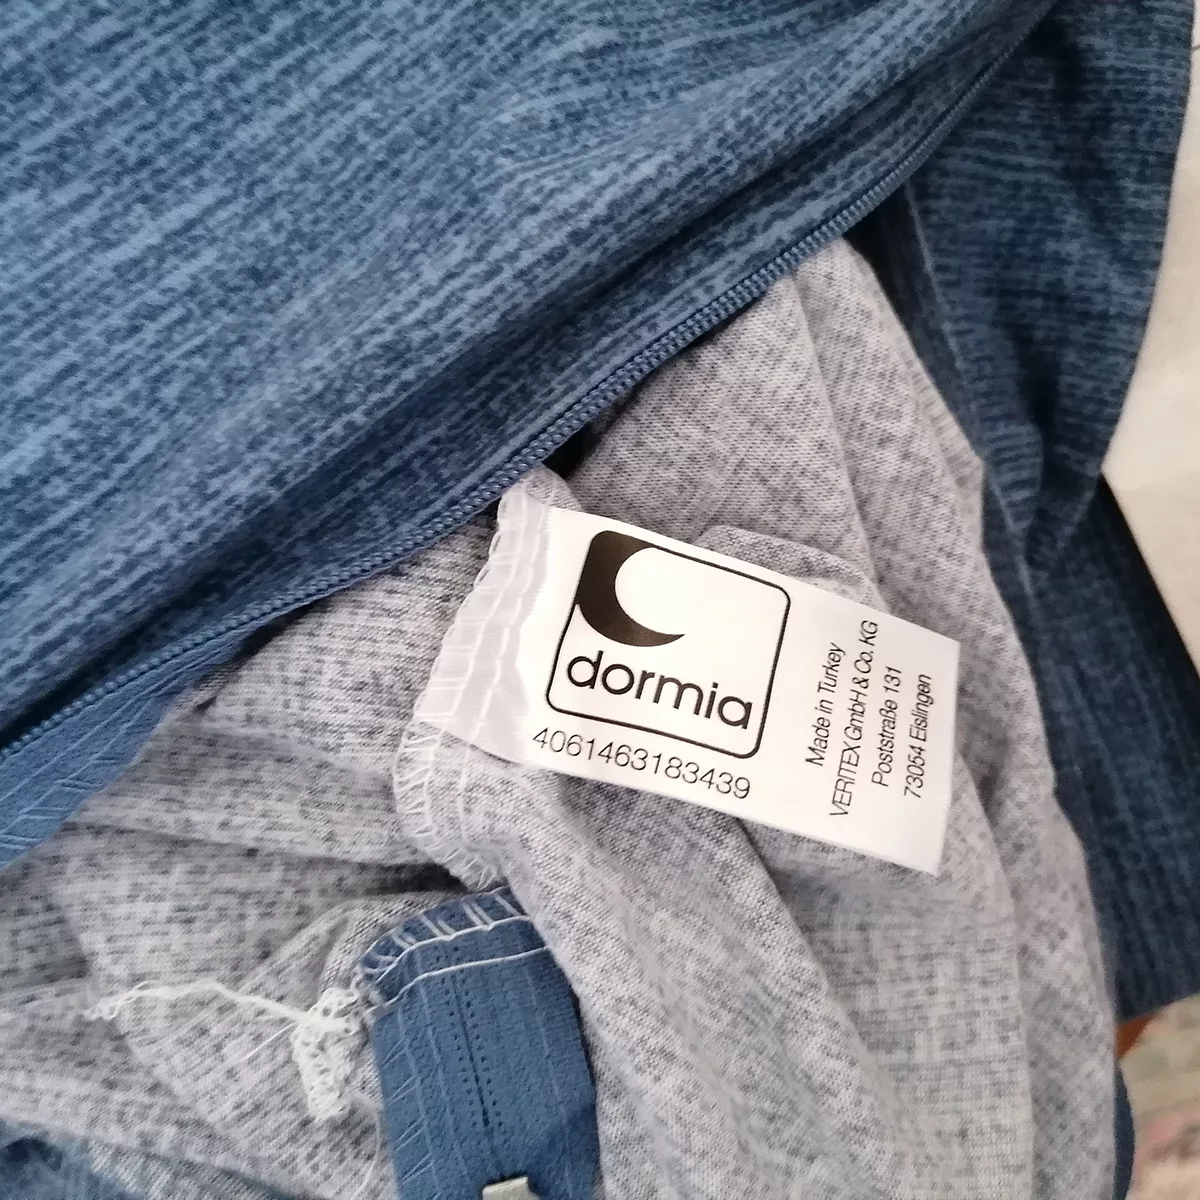 dormia
4061463183439
Made in Turkey
VERITEX GmbH & Co. KG
Poststraße 131
73054 Eislingen